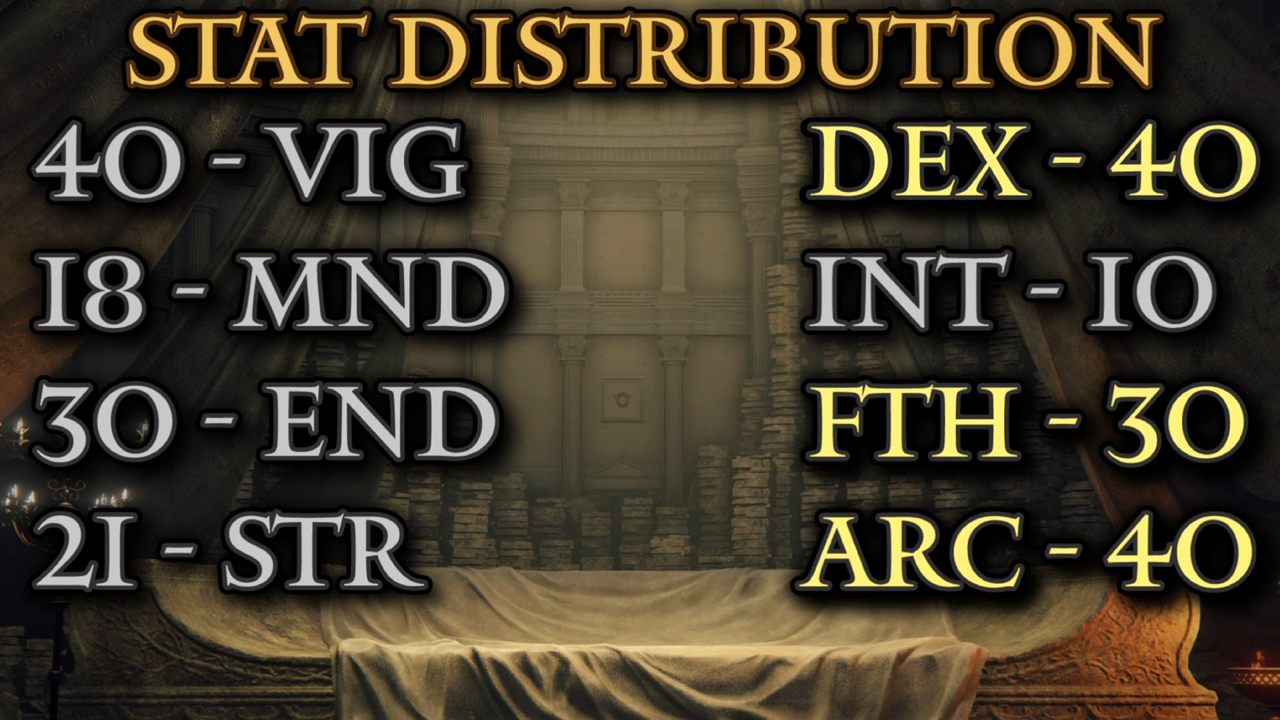 STAT DISTRIBUTION
40 - VIG
18 - MND
30 - END
21 - STR
DEX - 40
INT - 10
FTH - 30
ARC - 40